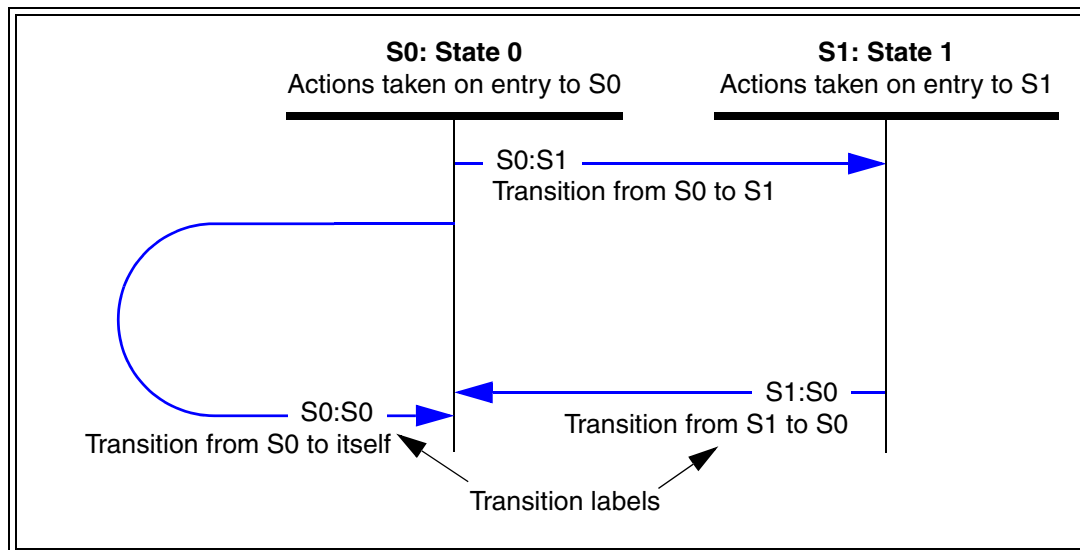 S0: State 0
Actions taken on entry to S0
S1: State 1
Actions taken on entry to S1
S0:S1
Transition from S0 to S1
S1:S0
Transition from S1 to S0
S0:S0
Transition from S0 to itself
Transition labels